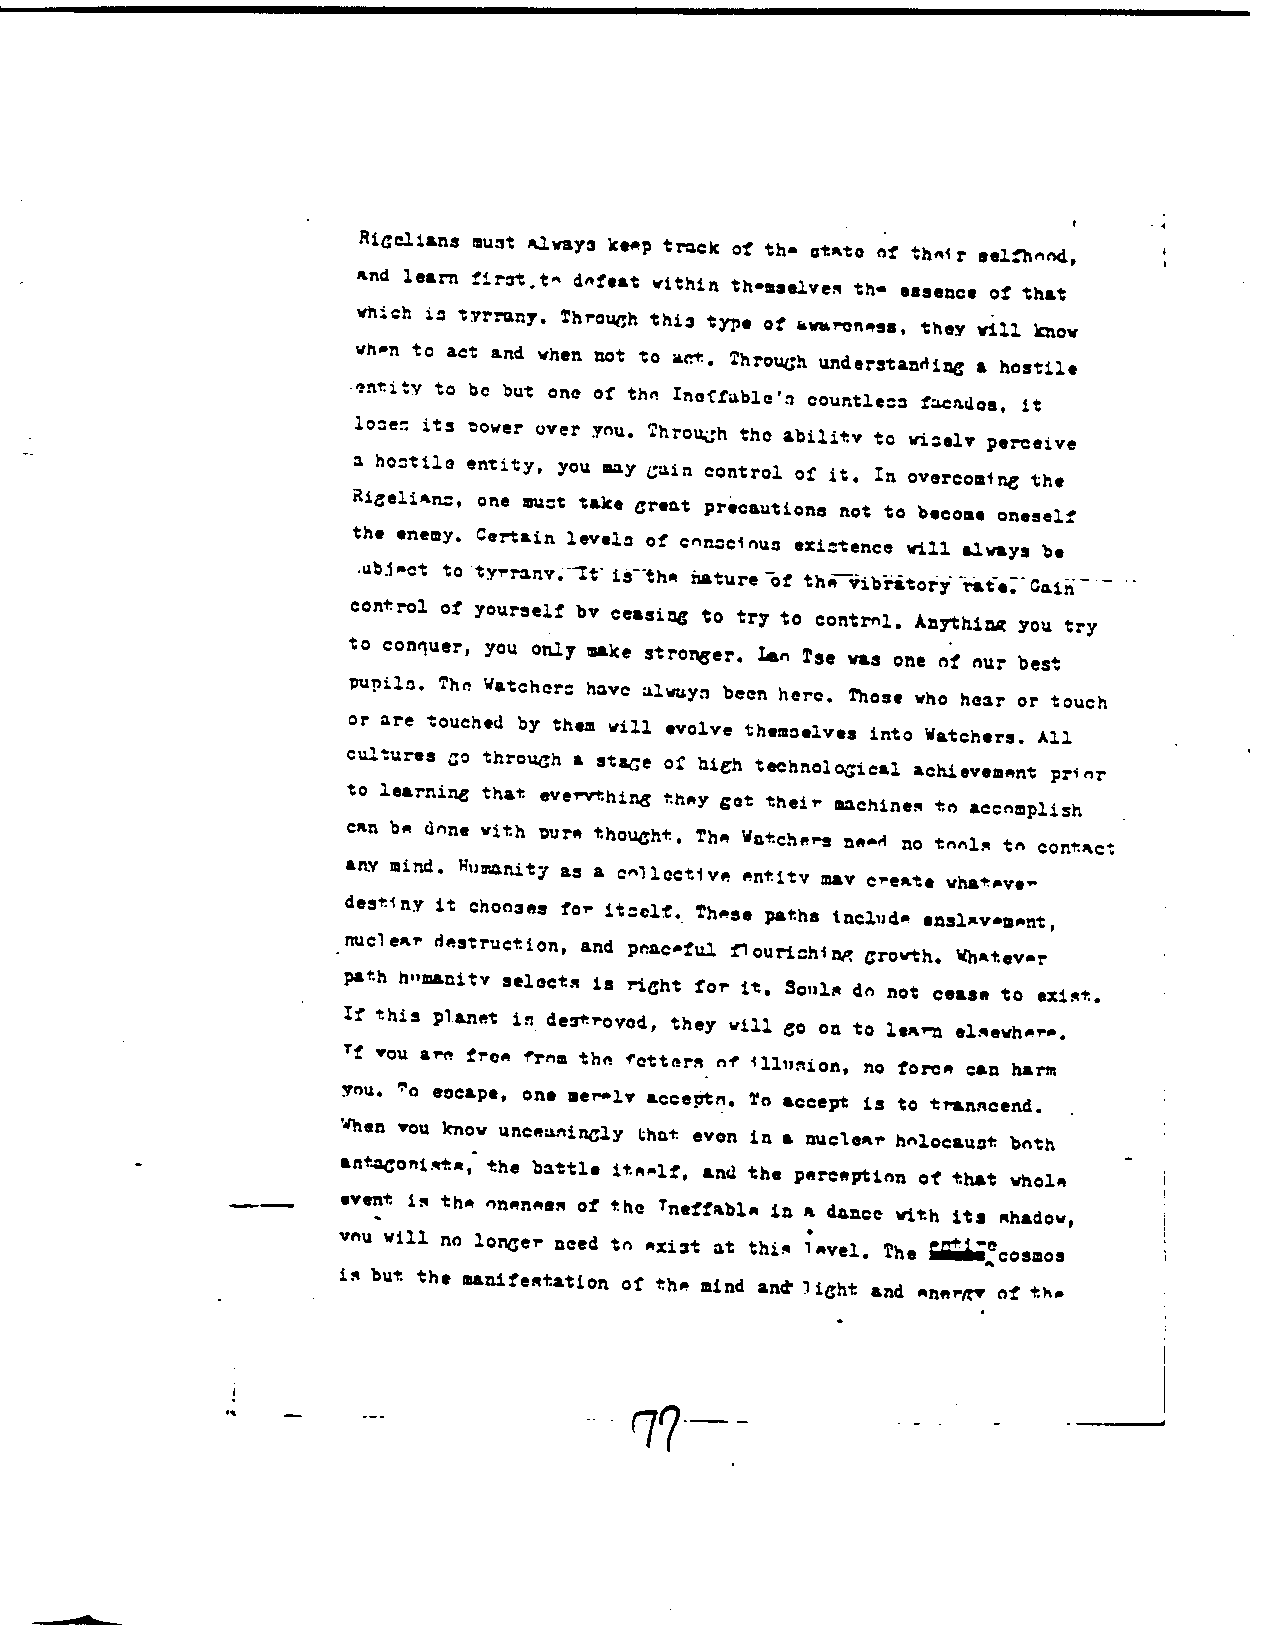 Rigelians must always keep track of the state of their selfhood,
and learn first, to defeat within themselves the essence of that
which is tyrrany. Through this type of awareness, they will know
when to act and when not to act. Through understanding a hostile
entity to be but one of the Ineffable's countless facades, it
loses its power over you. Through the ability to wisely perceive
a hostile entity, you may gain control of it. In overcoming the
Rigelians, one must take great precautions not to become oneself
the enemy. Certain levels of conscious existence will always be
subject to tyrrany. It is the nature of the vibratory rate. Gain
control of yourself by ceasing to try to control. Anything you try
to conquer, you only make stronger. Lao Tse was one of our best
pupils. The Watchers have always been here. Those who hear or touch
or are touched by them will evolve themselves into Watchers. All
cultures go through a stage of high technological achievement prior
to learning that everything they get their machines to accomplish
can be done with pure thought. The Watchers need no tools to contact
any mind. Humanity as a collective entity may create whatever
destiny it chooses for itself. These paths include enslavement,
nuclear destruction, and peaceful flourishing growth. Whatever
path humanity selects is right for it. Souls do not cease to exist.
If this planet is destroyed, they will go on to learn elsewhere.
If you are free from the fetters of illusion, no force can harm
you. To escape, one merely accepts. To accept is to transcend.
When you know unceasingly that even in a nuclear holocaust both
antagonists, the battle itself, and the perception of that whole
event is the oneness of the Ineffable in a dance with its shadow,
you will no longer need to exist at this level. The entire cosmos
is but the manifestation of the mind and light and energy of the
77